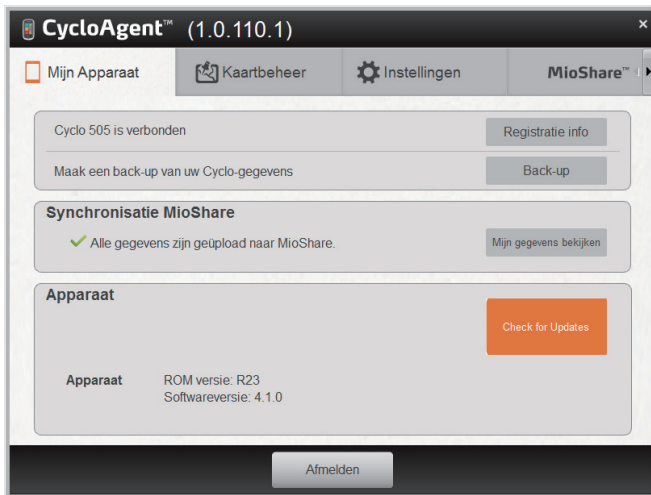 CycloAgent™ (1.0.110.1)
Mijn Apparaat
Kaartbeheer
Instellingen
MioShare™
Cyclo 505 is verbonden
Registratie info
Maak een back-up van uw Cyclo-gegevens
Back-up
Synchronisatie MioShare
Alle gegevens zijn geüpload naar MioShare.
Mijn gegevens bekijken
Apparaat
Check for Updates
Apparaat ROM versie: R23
Softwareversie: 4.1.0
Afmelden